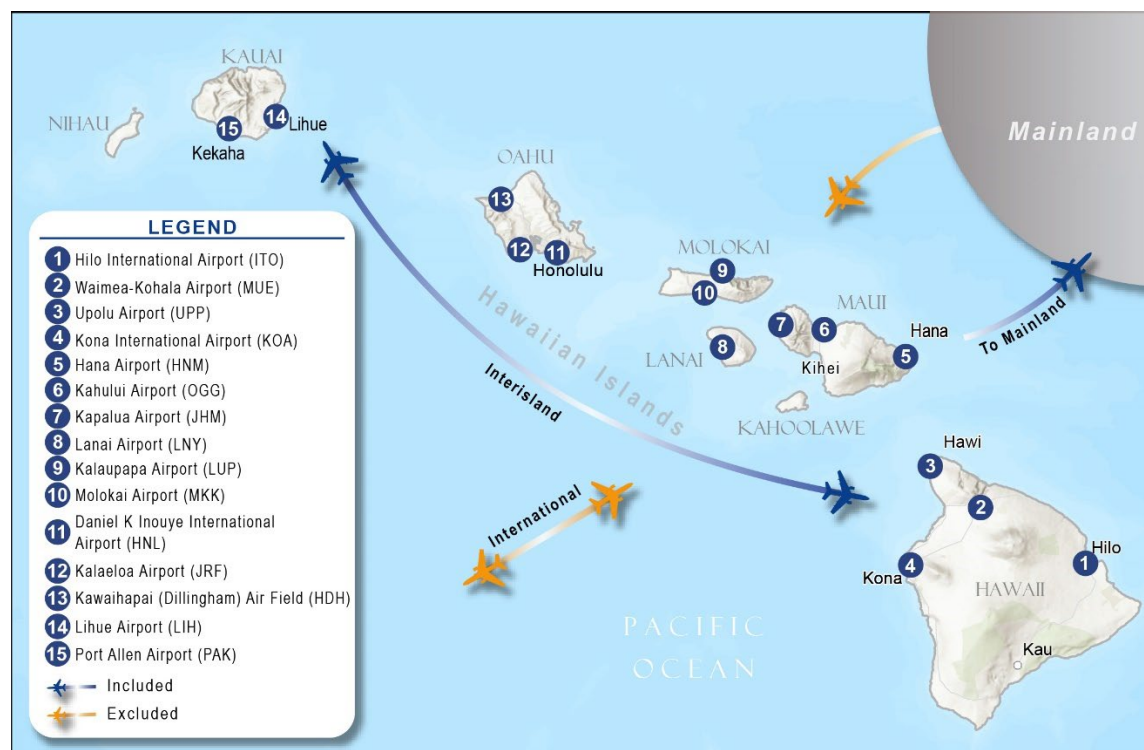 KAUAI
NIHAU
14
Lihue
15
Kekaha
OAHU
13
12
11
Honolulu
MOLOKAI
9
10
MAUI
7
6
Hana
5
8
LANAI
Kihei
KAHOOLAWE
Mainland
To Mainland
Hawaiian Islands
Interisland
International
Hawi
3
2
Hilo
1
Kona
4
HAWAII
Kau
PACIFIC
OCEAN
LEGEND
1 Hilo International Airport (ITO)
2 Waimea-Kohala Airport (MUE)
3 Upolu Airport (UPP)
4 Kona International Airport (KOA)
5 Hana Airport (HNM)
6 Kahului Airport (OGG)
7 Kapalua Airport (JHM)
8 Lanai Airport (LNY)
9 Kalaupapa Airport (LUP)
10 Molokai Airport (MKK)
11 Daniel K Inouye International
Airport (HNL)
12 Kalaeloa Airport (JRF)
13 Kawaihapai (Dillingham) Air Field (HDH)
14 Lihue Airport (LIH)
15 Port Allen Airport (PAK)
Included
Excluded